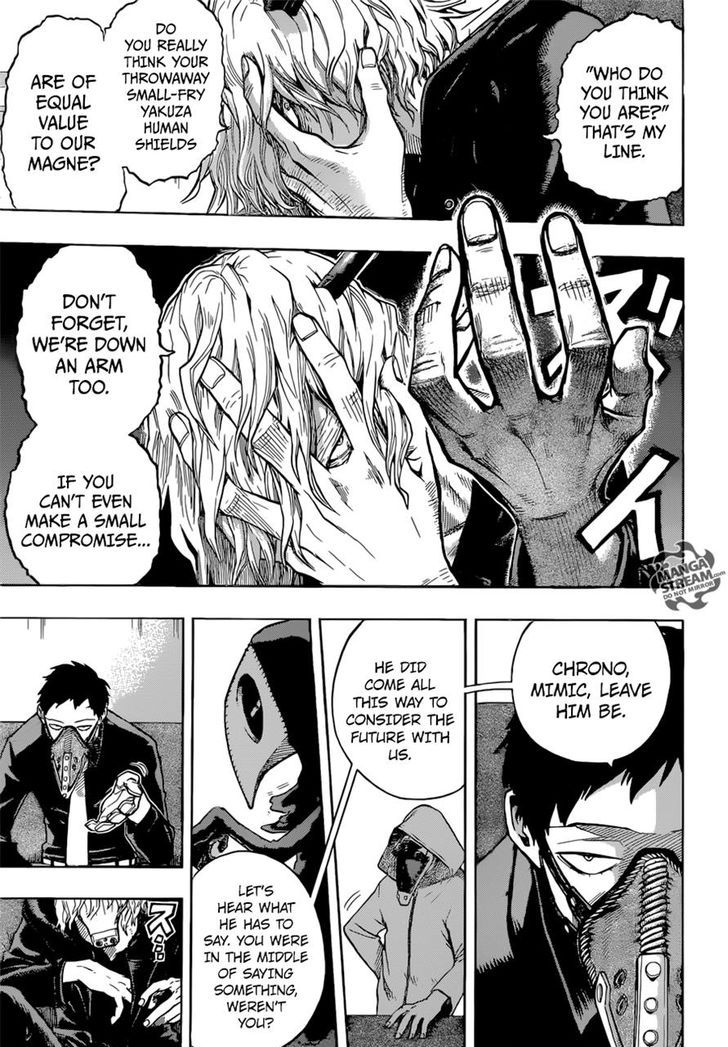 "WHO DO
YOU THINK
YOU ARE?"
THAT'S MY
LINE.
DO
YOU REALLY
THINK YOUR
THROWAWAY
SMALL-FRY
YAKUZA
HUMAN
SHIELDS
ARE OF
EQUAL
VALUE
TO OUR
MAGNE?
DON'T
FORGET,
WE'RE DOWN
AN ARM
TOO.
IF YOU
CAN'T EVEN
MAKE A SMALL
COMPROMISE...
MANGA
STREAM.com
DO NOT MIRROR
CHRONO,
MIMIC, LEAVE
HIM BE.
HE DID
COME ALL
THIS WAY TO
CONSIDER THE
FUTURE WITH
US.
LET'S
HEAR WHAT
HE HAS TO
SAY. YOU WERE
IN THE MIDDLE
OF SAYING
SOMETHING,
WEREN'T
YOU?